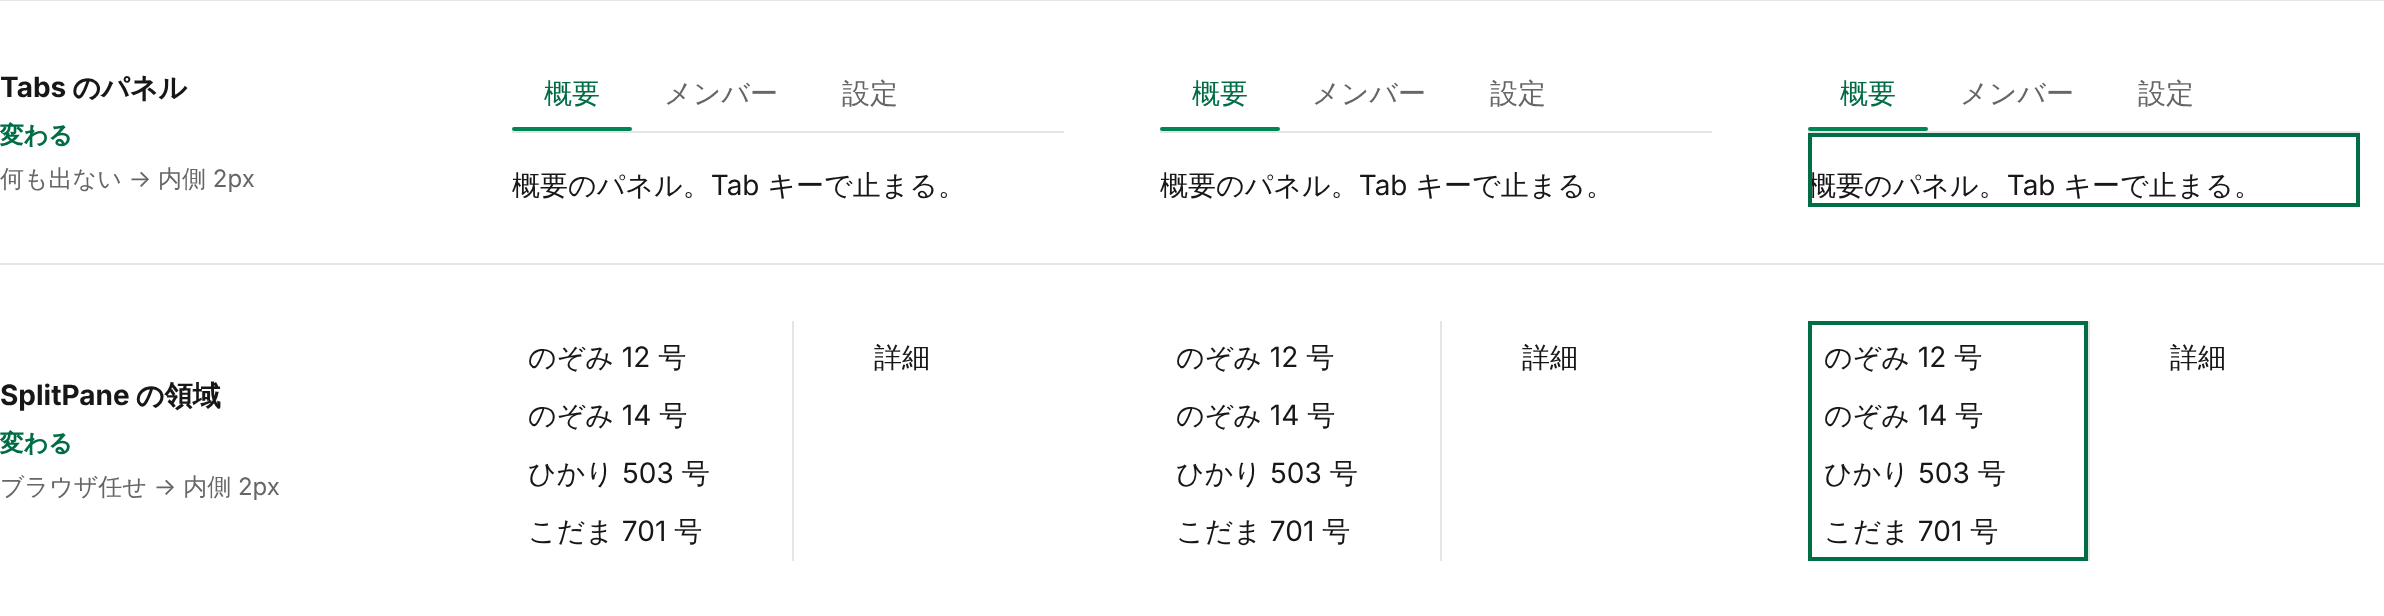 Tabs のパネル
変わる
何も出ない → 内側 2px
概要 メンバー 設定
概要のパネル。Tab キーで止まる。
概要 メンバー 設定
概要のパネル。Tab キーで止まる。
概要 メンバー 設定
概要のパネル。Tab キーで止まる。
SplitPane の領域
変わる
ブラウザ任せ → 内側 2px
のぞみ 12 号
のぞみ 14 号
ひかり 503 号
こだま 701 号
詳細
のぞみ 12 号
のぞみ 14 号
ひかり 503 号
こだま 701 号
詳細
のぞみ 12 号
のぞみ 14 号
ひかり 503 号
こだま 701 号
詳細